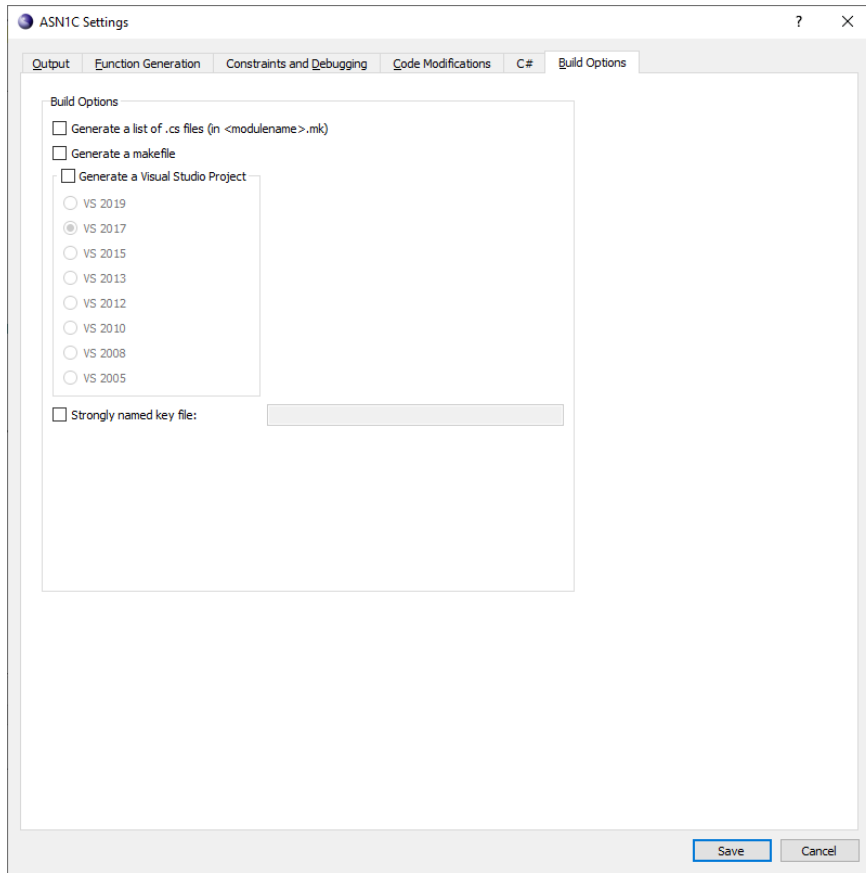 ASN1C Settings
Output Function Generation Constraints and Debugging Code Modifications C# Build Options
Build Options
Generate a list of .cs files (in <modulename>.mk)
Generate a makefile
Generate a Visual Studio Project
VS 2019
VS 2017
VS 2015
VS 2013
VS 2012
VS 2010
VS 2008
VS 2005
Strongly named key file:
Save Cancel